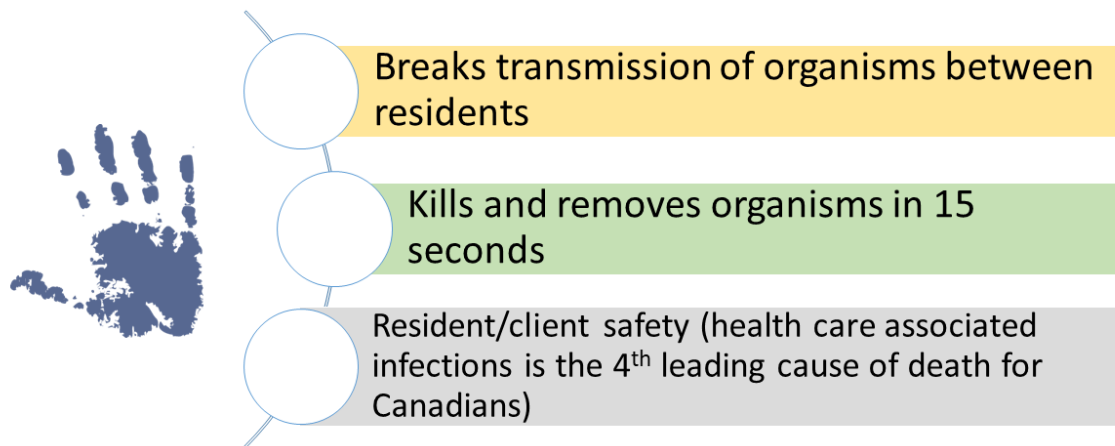 Breaks transmission of organisms between
residents
Kills and removes organisms in 15
seconds
Resident/client safety (health care associated
infections is the 4th leading cause of death for
Canadians)